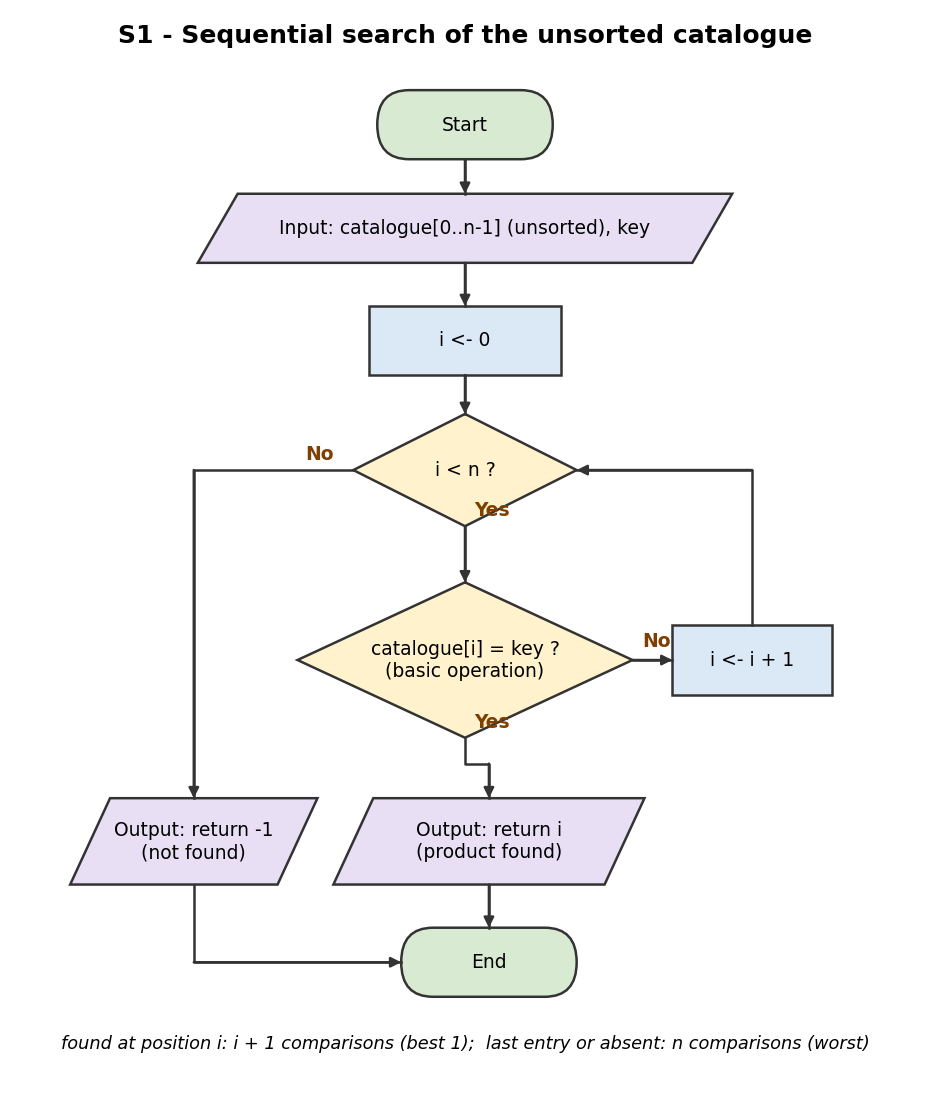 S1 - Sequential search of the unsorted catalogue
Start
Input: catalogue[0..n-1] (unsorted), key
i <- 0
No
i < n ?
Yes
catalogue[i] = key ?
(basic operation)
No
i <- i + 1
Yes
Output: return -1
(not found)
Output: return i
(product found)
End
found at position i: i + 1 comparisons (best 1);  last entry or absent: n comparisons (worst)